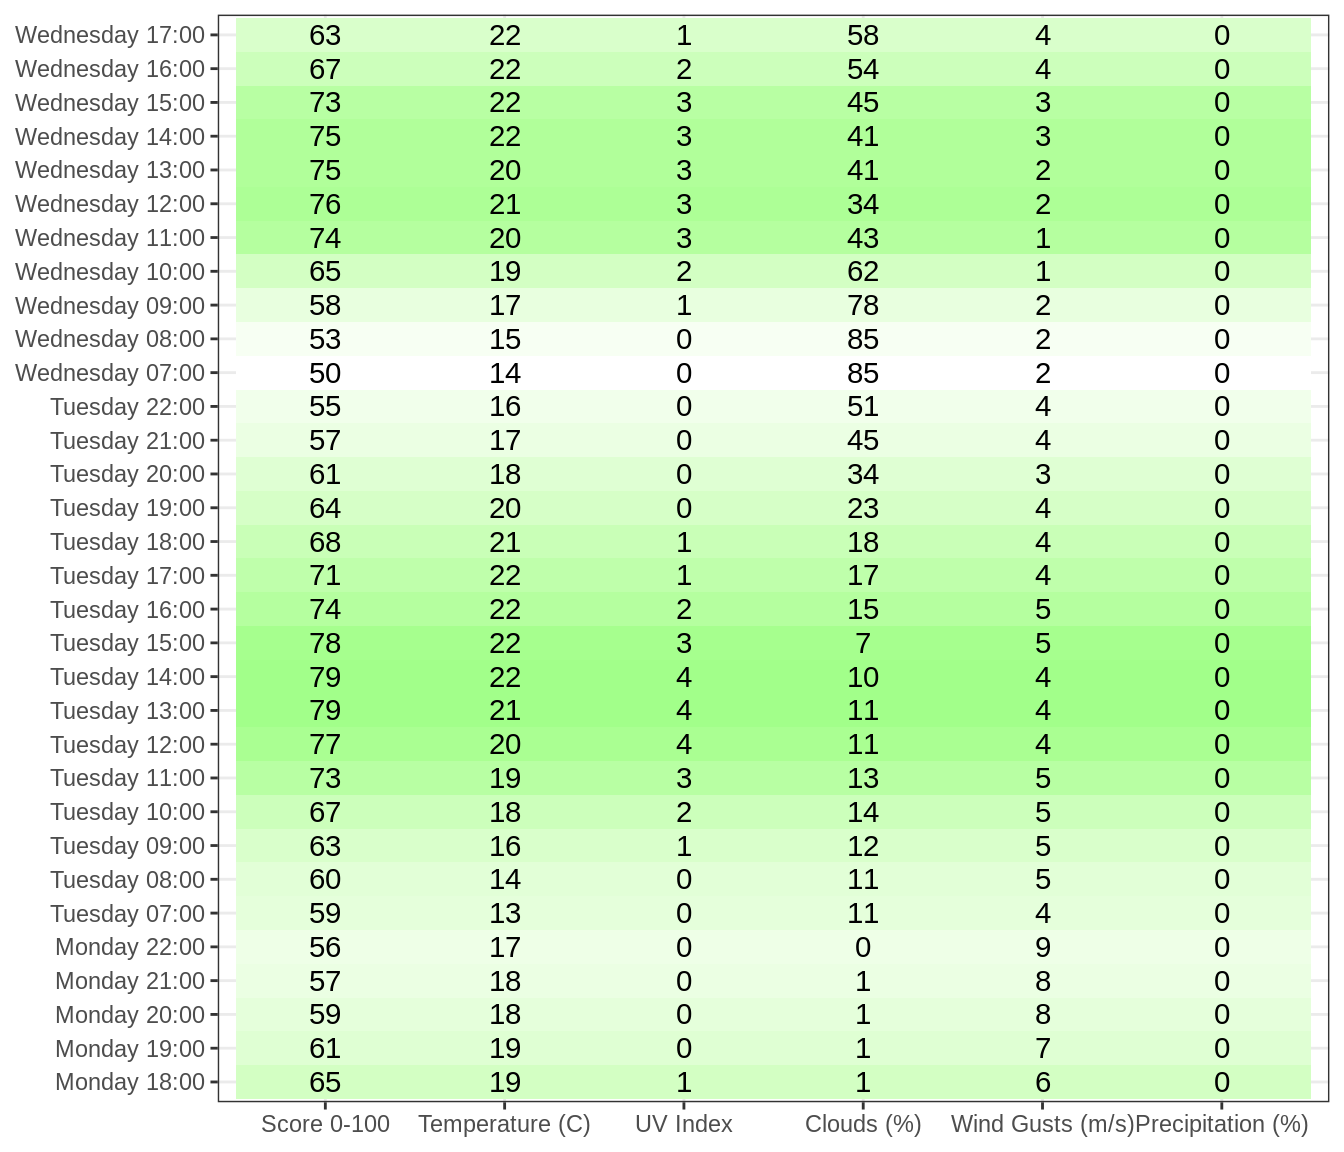 Wednesday 17:00 63 22 1 58 4 0
Wednesday 16:00 67 22 2 54 4 0
Wednesday 15:00 73 22 3 45 3 0
Wednesday 14:00 75 22 3 41 3 0
Wednesday 13:00 75 20 3 41 2 0
Wednesday 12:00 76 21 3 34 2 0
Wednesday 11:00 74 20 3 43 1 0
Wednesday 10:00 65 19 2 62 1 0
Wednesday 09:00 58 17 1 78 2 0
Wednesday 08:00 53 15 0 85 2 0
Wednesday 07:00 50 14 0 85 2 0
Tuesday 22:00 55 16 0 51 4 0
Tuesday 21:00 57 17 0 45 4 0
Tuesday 20:00 61 18 0 34 3 0
Tuesday 19:00 64 20 0 23 4 0
Tuesday 18:00 68 21 1 18 4 0
Tuesday 17:00 71 22 1 17 4 0
Tuesday 16:00 74 22 2 15 5 0
Tuesday 15:00 78 22 3 7 5 0
Tuesday 14:00 79 22 4 10 4 0
Tuesday 13:00 79 21 4 11 4 0
Tuesday 12:00 77 20 4 11 4 0
Tuesday 11:00 73 19 3 13 5 0
Tuesday 10:00 67 18 2 14 5 0
Tuesday 09:00 63 16 1 12 5 0
Tuesday 08:00 60 14 0 11 5 0
Tuesday 07:00 59 13 0 11 4 0
Monday 22:00 56 17 0 0 9 0
Monday 21:00 57 18 0 1 8 0
Monday 20:00 59 18 0 1 8 0
Monday 19:00 61 19 0 1 7 0
Monday 18:00 65 19 1 1 6 0
Score 0-100 Temperature (C) UV Index Clouds (%) Wind Gusts (m/s) Precipitation (%)